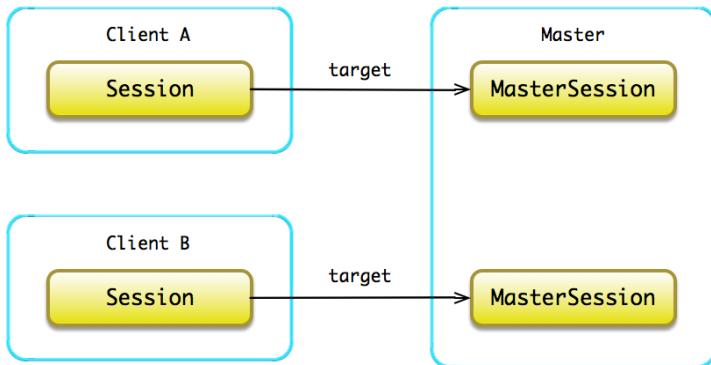 Client A
Master
Session
target
MasterSession
Client B
Session
target
MasterSession